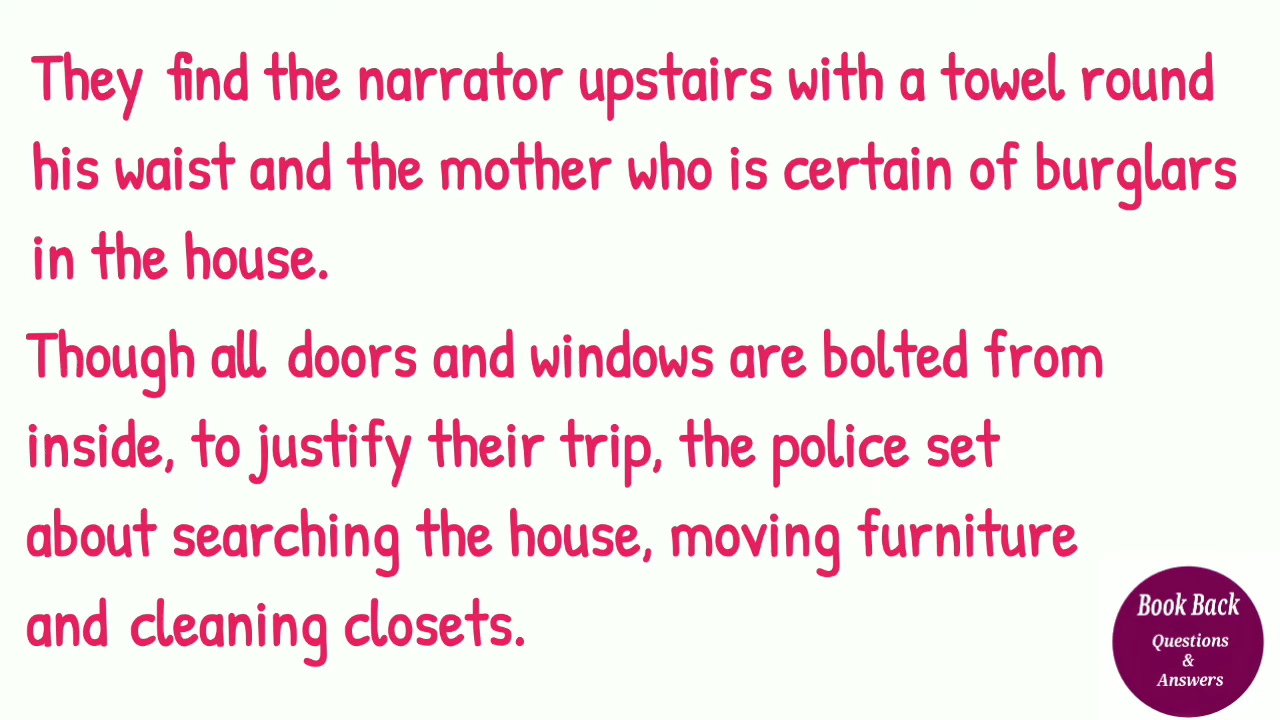 They find the narrator upstairs with a towel round
his waist and the mother who is certain of burglars
in the house.
Though all doors and windows are bolted from
inside, to justify their trip, the police set
about searching the house, moving furniture
and cleaning closets.
Book Back
Questions
&
Answers